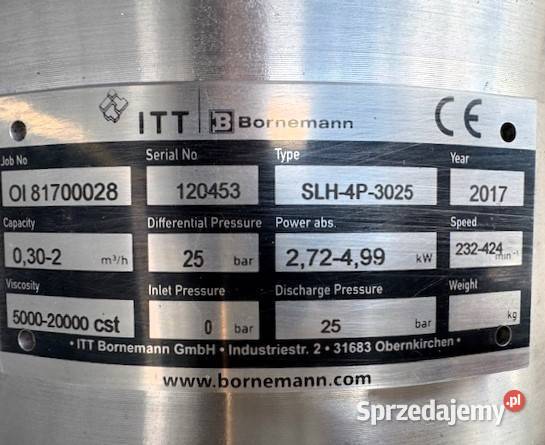 ITT Bornemann CE
Job No Serial No Type Year
OI 81700028 120453 SLH-4P-3025 2017
Capacity Differential Pressure Power abs. Speed
0,30-2 m³/h 25 bar 2,72-4,99 kW 232-424 min⁻¹
Viscosity Inlet Pressure Discharge Pressure Weight
5000-20000 cst 0 bar 25 bar kg
• ITT Bornemann GmbH • Industriestr. 2 • 31683 Obernkirchen •
www.bornemann.com
Sprzedajemy.pl